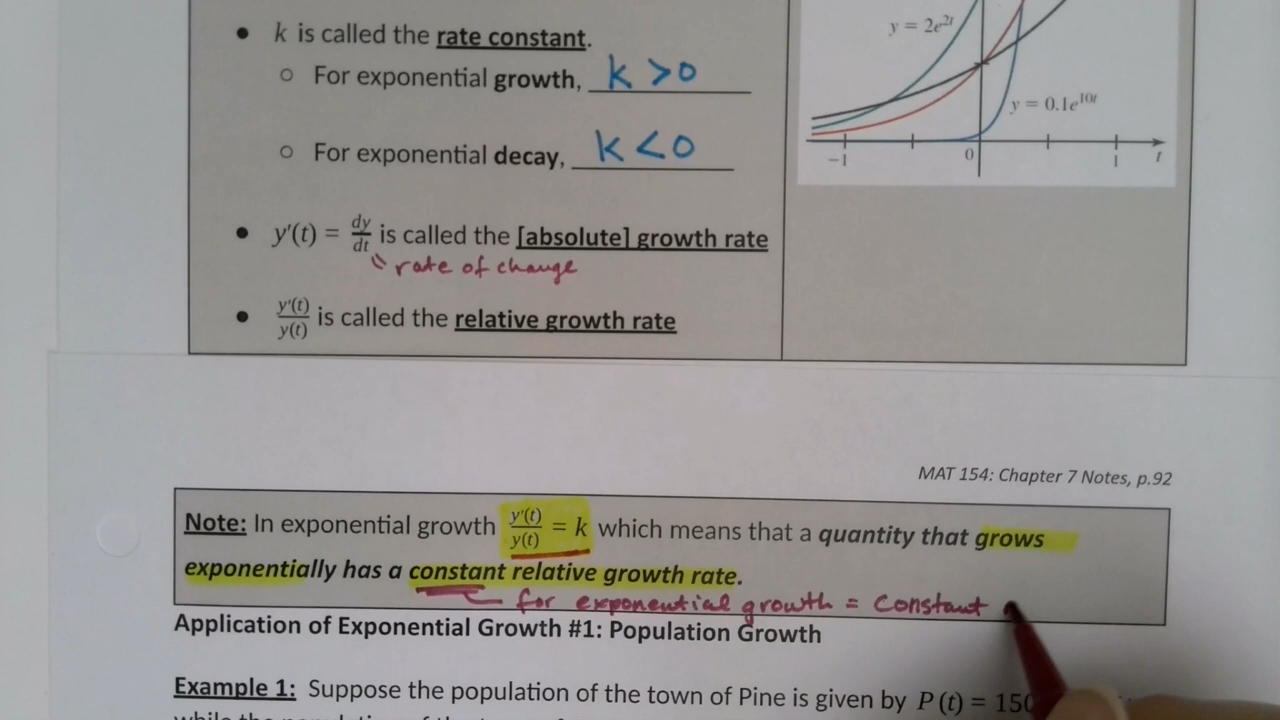 • k is called the rate constant.
y = 2e^{2t}
○ For exponential growth, k > 0
y = 0.1e^{10t}
○ For exponential decay, k < 0
-1 0 1 t
• y'(t) = dy/dt is called the [absolute] growth rate
rate of change
• y'(t)/y(t) is called the relative growth rate
MAT 154: Chapter 7 Notes, p.92
Note: In exponential growth y'(t)/y(t) = k which means that a quantity that grows
exponentially has a constant relative growth rate.
for exponential growth = constant
Application of Exponential Growth #1: Population Growth
Example 1: Suppose the population of the town of Pine is given by P(t) = 150